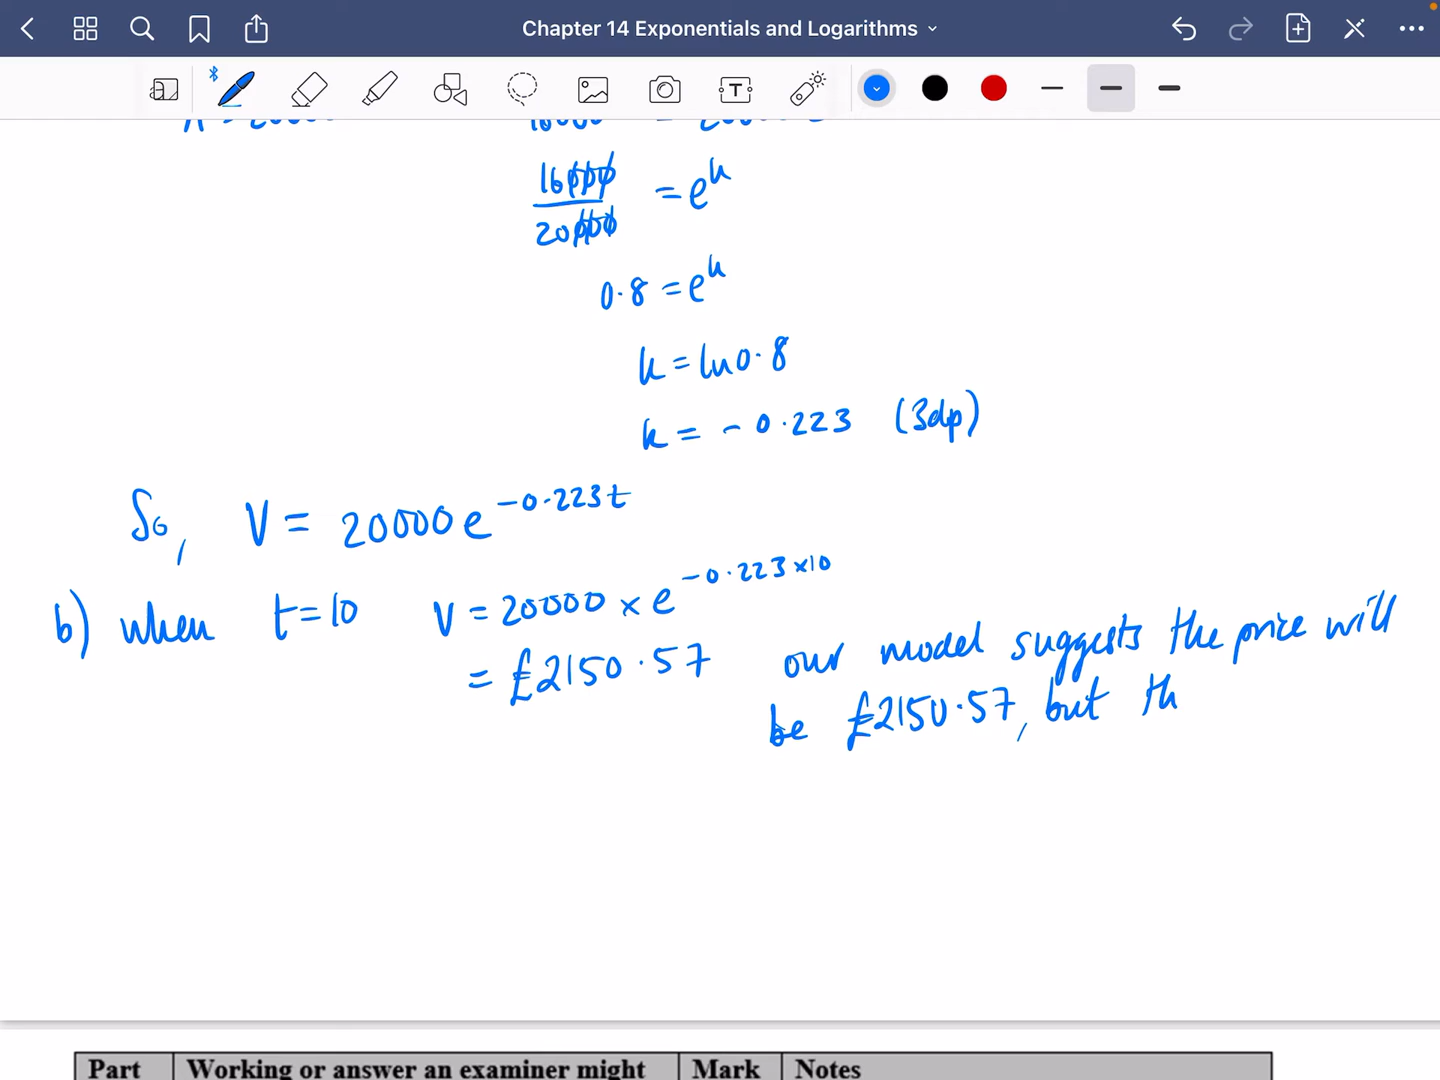 Chapter 14 Exponentials and Logarithms
16000
20000
= e^k
0.8 = e^k
k = ln 0.8
k = -0.223 (3dp)
So, V = 20000e^-0.223t
b) when t=10 V = 20000 × e^-0.223×10
= £2150.57 our model suggests the price will
be £2150.57, but th
Part Working or answer an examiner might Mark Notes